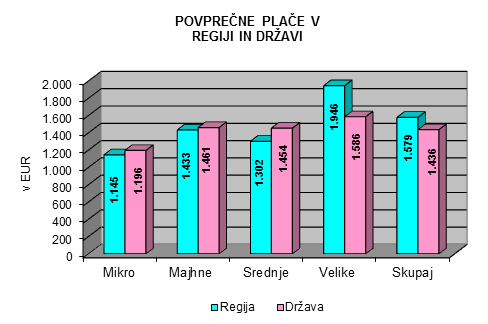 POVPREČNE PLAČE V
REGIJI IN DRŽAVI
v EUR
2.000
1.800
1.600
1.400
1.200
1.000
800
600
400
200
0
1.145
1.196
1.433
1.461
1.302
1.454
1.946
1.586
1.579
1.436
Mikro
Majhne
Srednje
Velike
Skupaj
Regija
Država